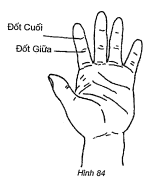 Đốt Cuối
Đốt Giữa
Hình 84